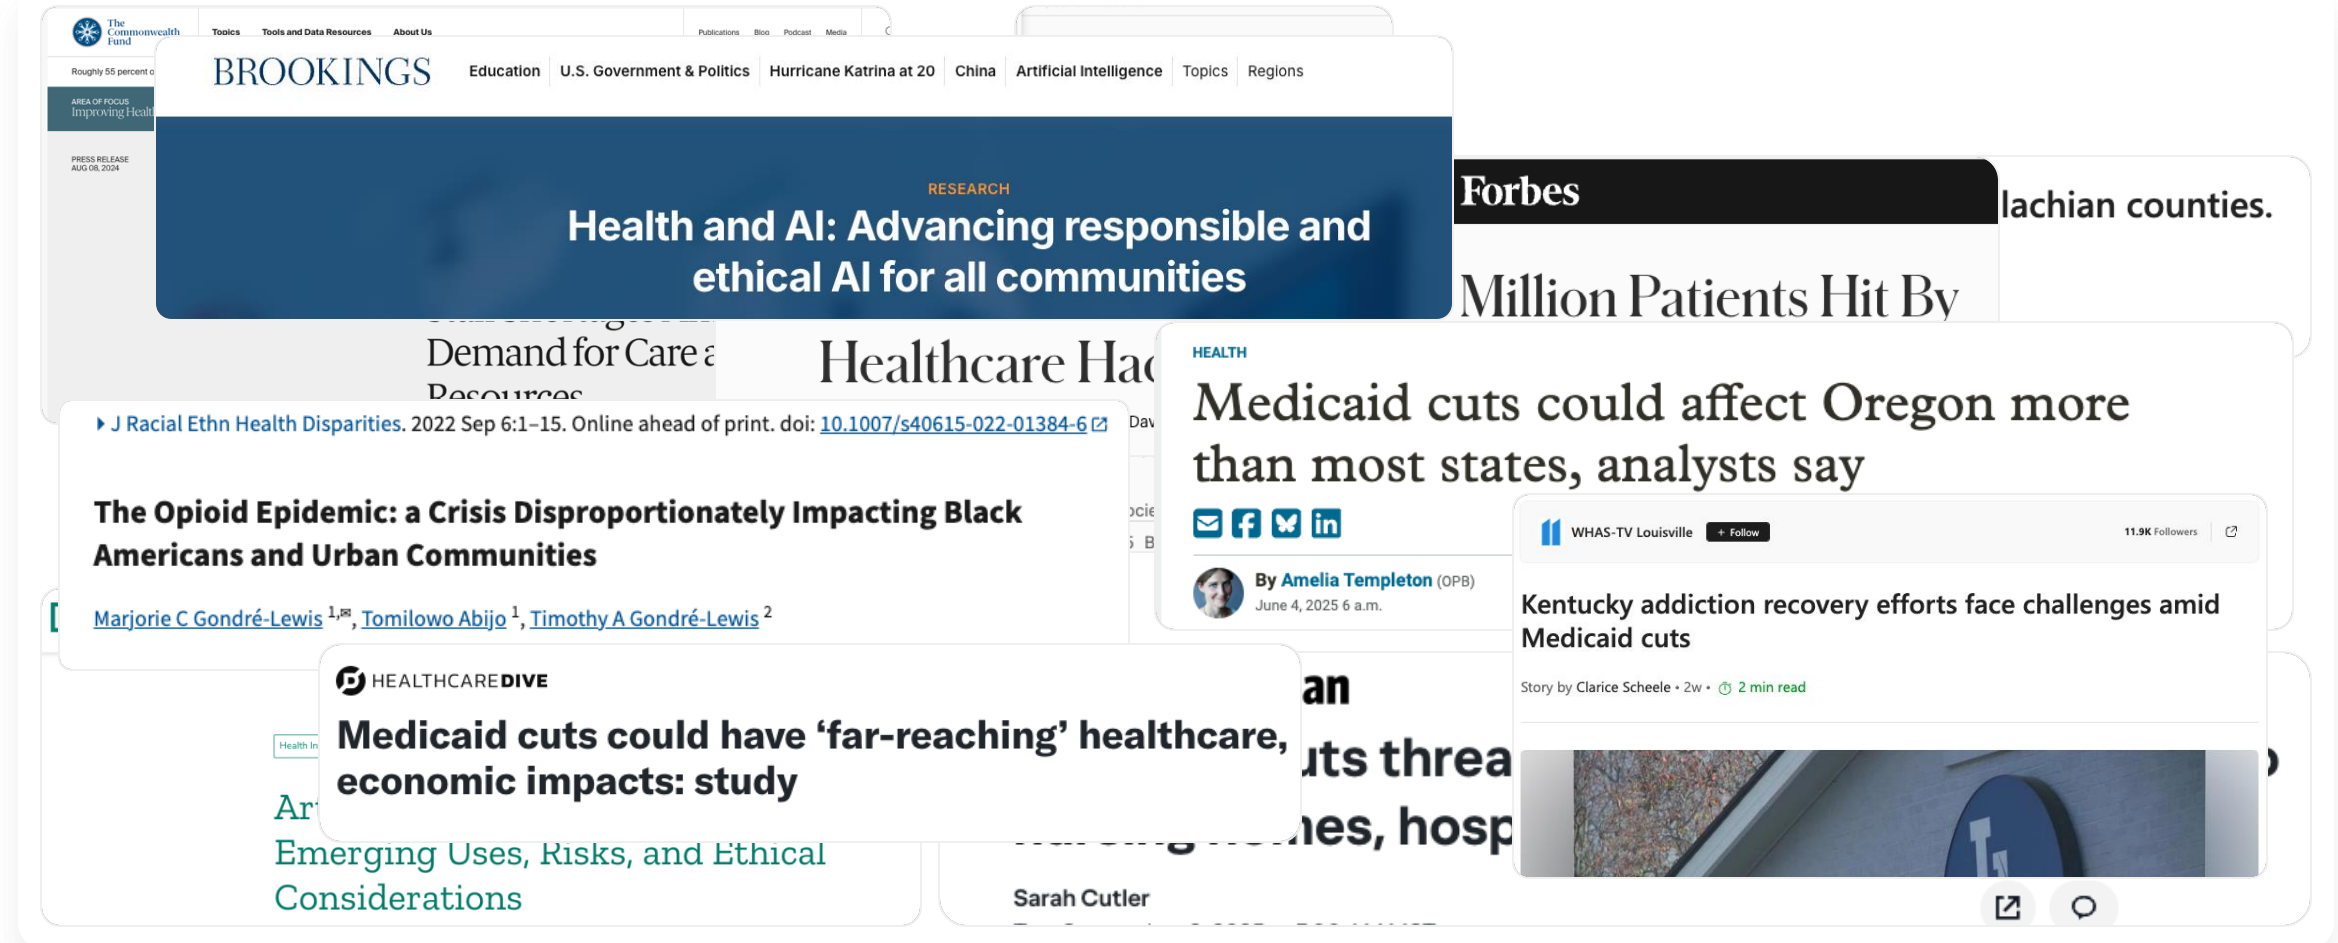 The
Commonwealth
Fund
Topics Tools and Data Resources About Us
Publications Blog Podcast Media
Roughly 55 percent
AREA OF FOCUS
Improving
PRESS RELEASE
AUG 08, 2024
BROOKINGS
Education U.S. Government & Politics Hurricane Katrina at 20 China Artificial Intelligence Topics Regions
RESEARCH
Health and AI: Advancing responsible and
ethical AI for all communities
Forbes
Million Patients Hit By
lachian counties.
Demand for Care
Resources
Healthcare
HEALTH
Medicaid cuts could affect Oregon more
than most states, analysts say
By Amelia Templeton (OPB)
June 4, 2025 6 a.m.
J Racial Ethn Health Disparities. 2022 Sep 6:1–15. Online ahead of print. doi: 10.1007/s40615-022-01384-6
The Opioid Epidemic: a Crisis Disproportionately Impacting Black
Americans and Urban Communities
Marjorie C Gondré-Lewis 1,✉, Tomilowo Abijo 1, Timothy A Gondré-Lewis 2
WHAS-TV Louisville + Follow 11.9K Followers
Kentucky addiction recovery efforts face challenges amid
Medicaid cuts
Story by Clarice Scheele • 2w • 2 min read
HEALTHCAREDIVE
Medicaid cuts could have ‘far-reaching’ healthcare,
economic impacts: study
an
uts threa
hosp
Sarah Cutler
Health In
Ar
Emerging Uses, Risks, and Ethical
Considerations